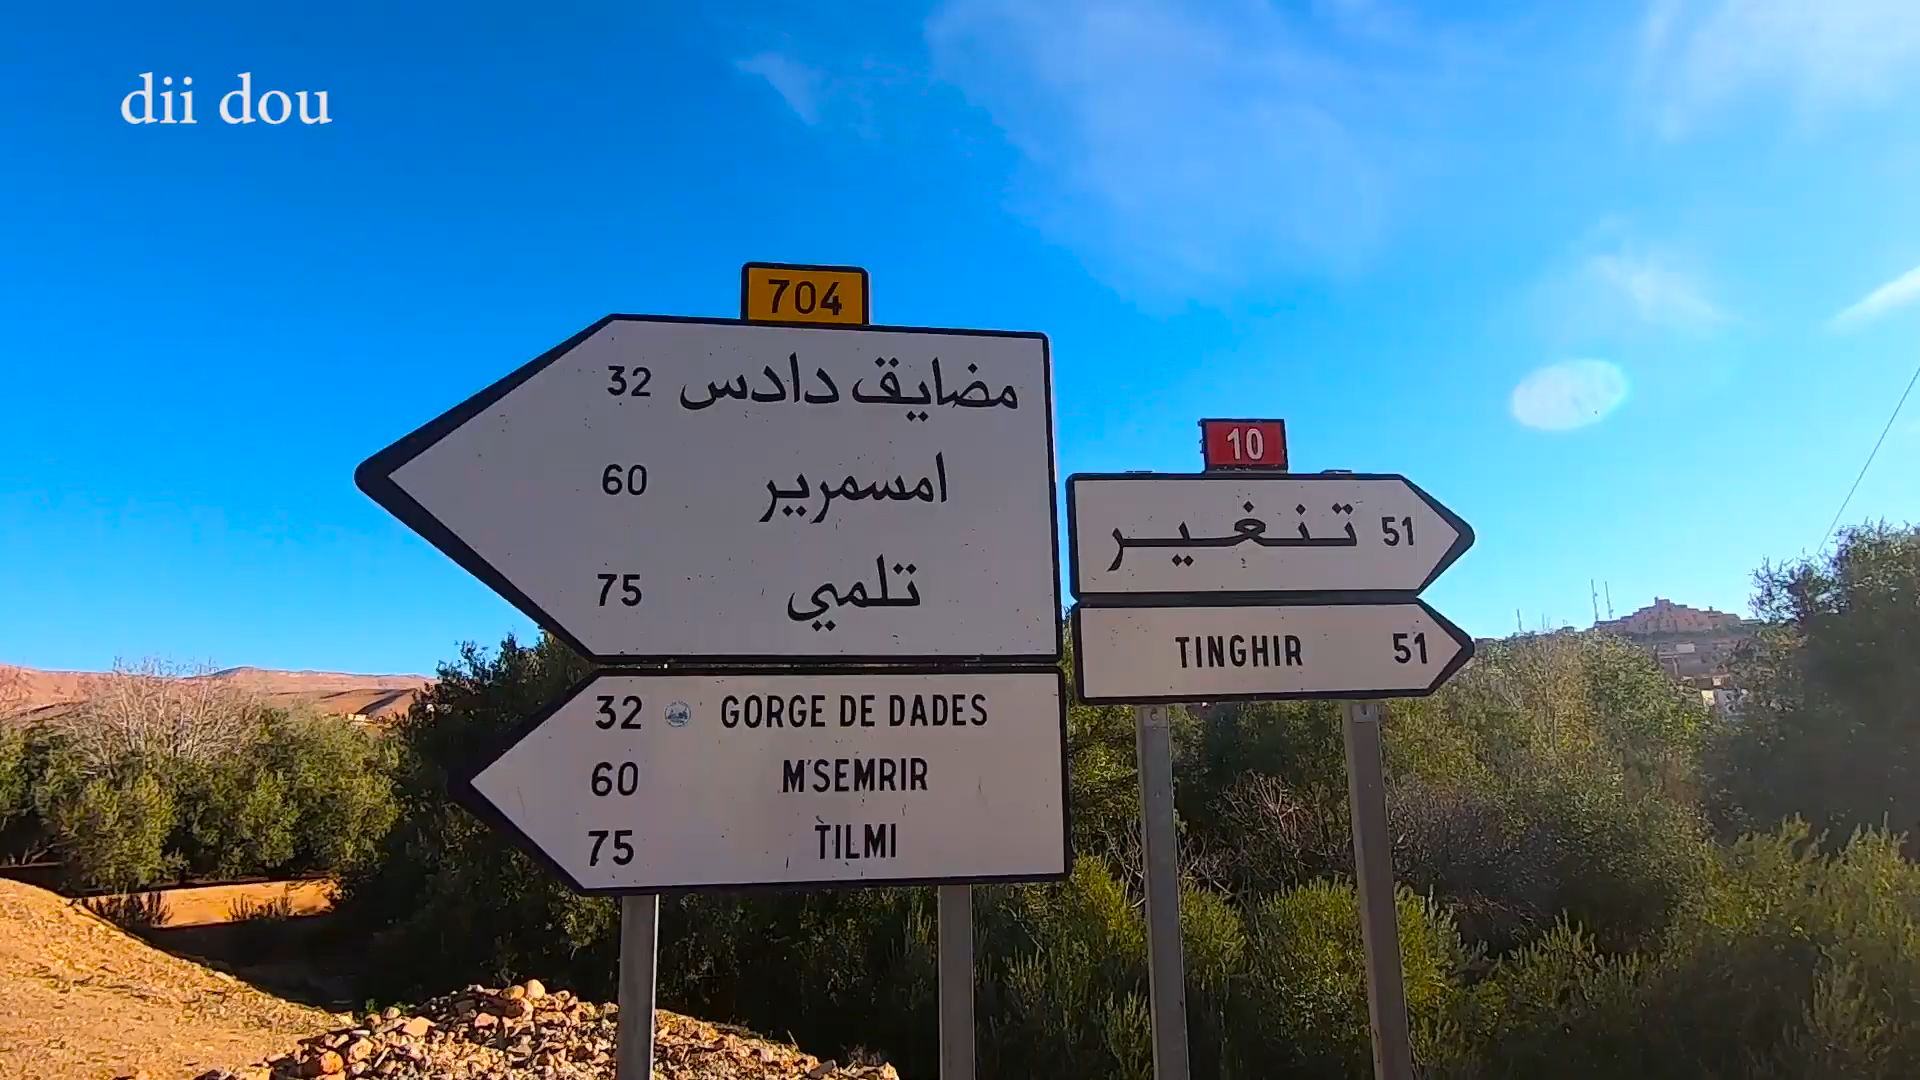 dii dou
704
32 مضايق دادس
60 امسمرير
75 تلمي
32 GORGE DE DADES
60 M'SEMRIR
75 TILMI
10
تنغير 51
TINGHIR 51